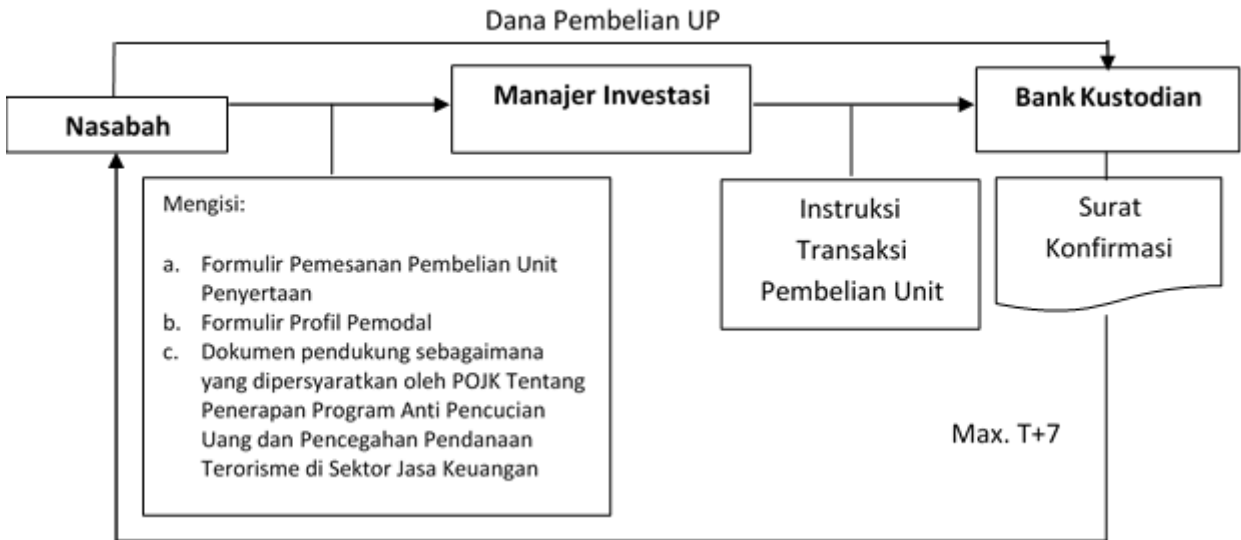 Dana Pembelian UP
Nasabah
Manajer Investasi
Bank Kustodian
Mengisi:
a. Formulir Pemesanan Pembelian Unit
Penyertaan
b. Formulir Profil Pemodal
c. Dokumen pendukung sebagaimana
yang dipersyaratkan oleh POJK Tentang
Penerapan Program Anti Pencucian
Uang dan Pencegahan Pendanaan
Terorisme di Sektor Jasa Keuangan
Instruksi
Transaksi
Pembelian Unit
Surat
Konfirmasi
Max. T+7